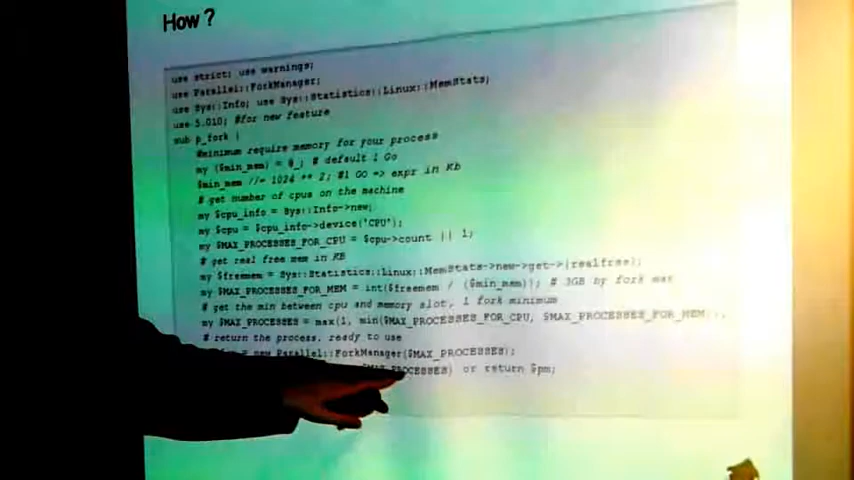 How ?
use strict; use warnings;
use Parallel::ForkManager;
use Sys::Info; use Sys::Statistics::Linux::MemStats;
use 5.010; #for new feature
sub p_fork {
#minimum require memory for your process
my ($min_mem) = @_; # default 1 Go
$min_mem //= 1024 ** 2; #1 GO => expr in Kb
# get number of cpus on the machine
my $cpu_info = Sys::Info->new;
my $cpu = $cpu_info->device('CPU');
my $MAX_PROCESSES_FOR_CPU = $cpu->count || 1;
# get real free mem in KB
my $freemem = Sys::Statistics::Linux::MemStats->new->get->{realfree};
my $MAX_PROCESSES_FOR_MEM = int($freemem / ($min_mem)); # 3GB by fork max
# get the min between cpu and memory slot, 1 fork minimum
my $MAX_PROCESSES = max(1, min($MAX_PROCESSES_FOR_CPU, $MAX_PROCESSES_FOR_MEM));
# return the process, ready to use
= new Parallel::ForkManager($MAX_PROCESSES);
$MAX_PROCESSES) or return $pm;